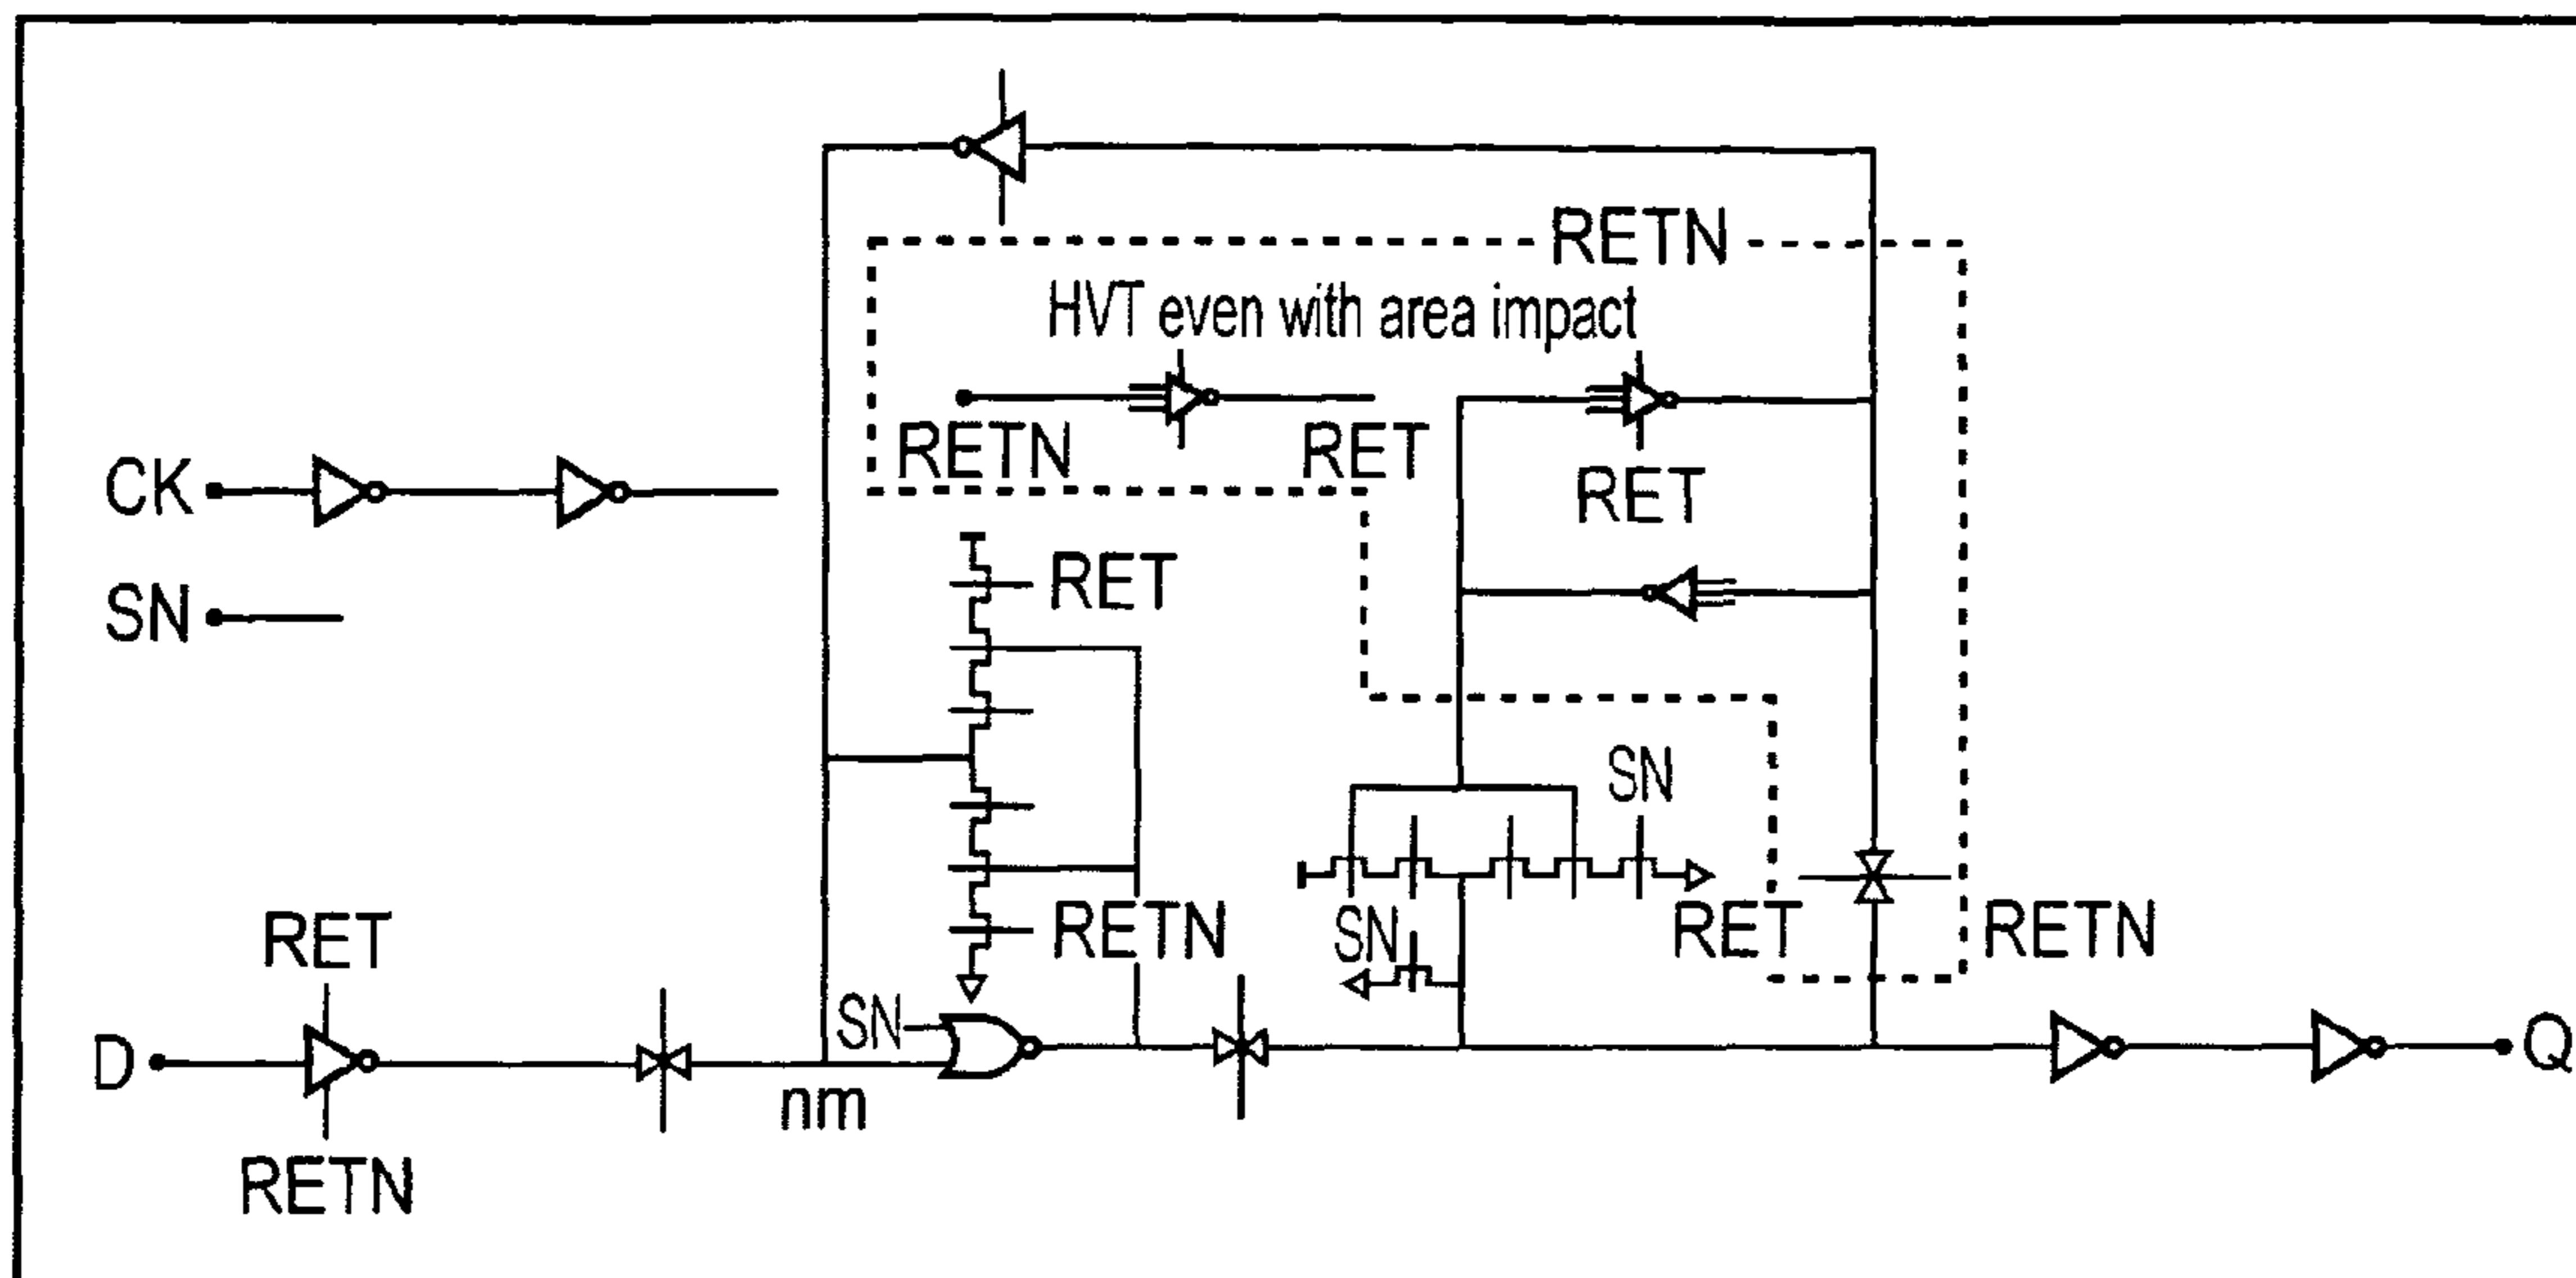 RETN
HVT even with area impact
RETN
RET
CK
RET
RET
SN
SN
SN
RET
RETN
RET
RETN
SN
D
nm
Q
RETN